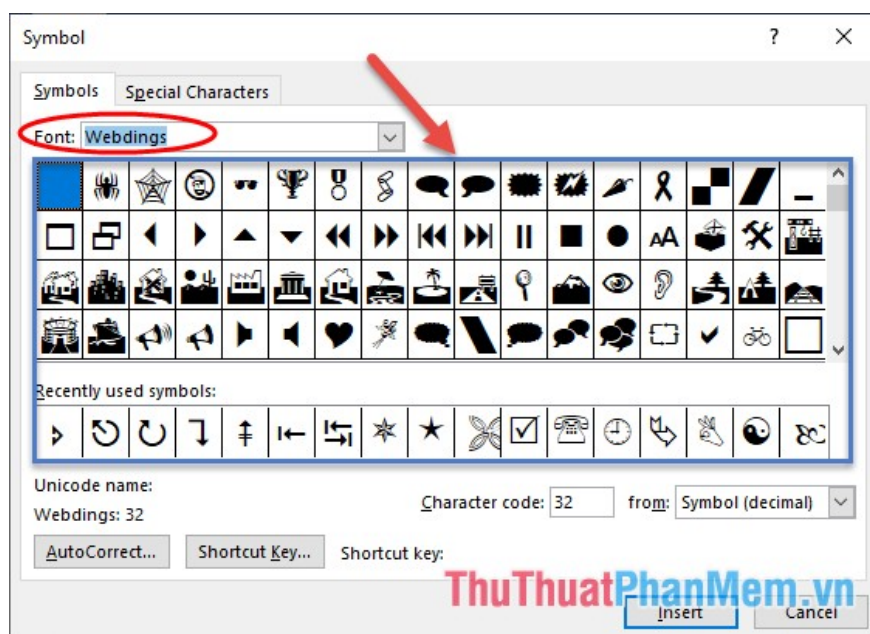 Symbol ?
Symbols Special Characters
Font: Webdings
AA
Recently used symbols:
Unicode name:
Webdings: 32
Character code: 32 from: Symbol (decimal)
AutoCorrect... Shortcut Key... Shortcut key:
ThuThuatPhanMem.vn
Insert Cancel